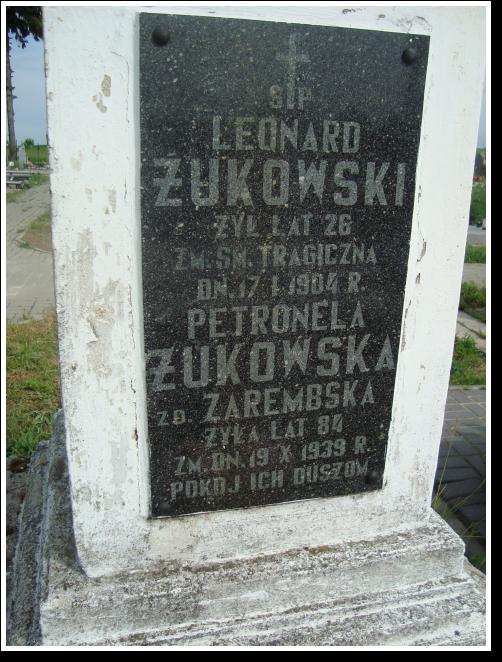 Ś†P
LEONARD
ŻUKOWSKI
ŻYŁ LAT 26
ZM. ŚM. TRAGICZNĄ
DN. 17 I. 1904 R.
PETRONELA
ŻUKOWSKA
ZD. ZAREMBSKA
ŻYŁA LAT 84
ZM. DN. 19 X 1939 R.
POKÓJ ICH DUSZOM.